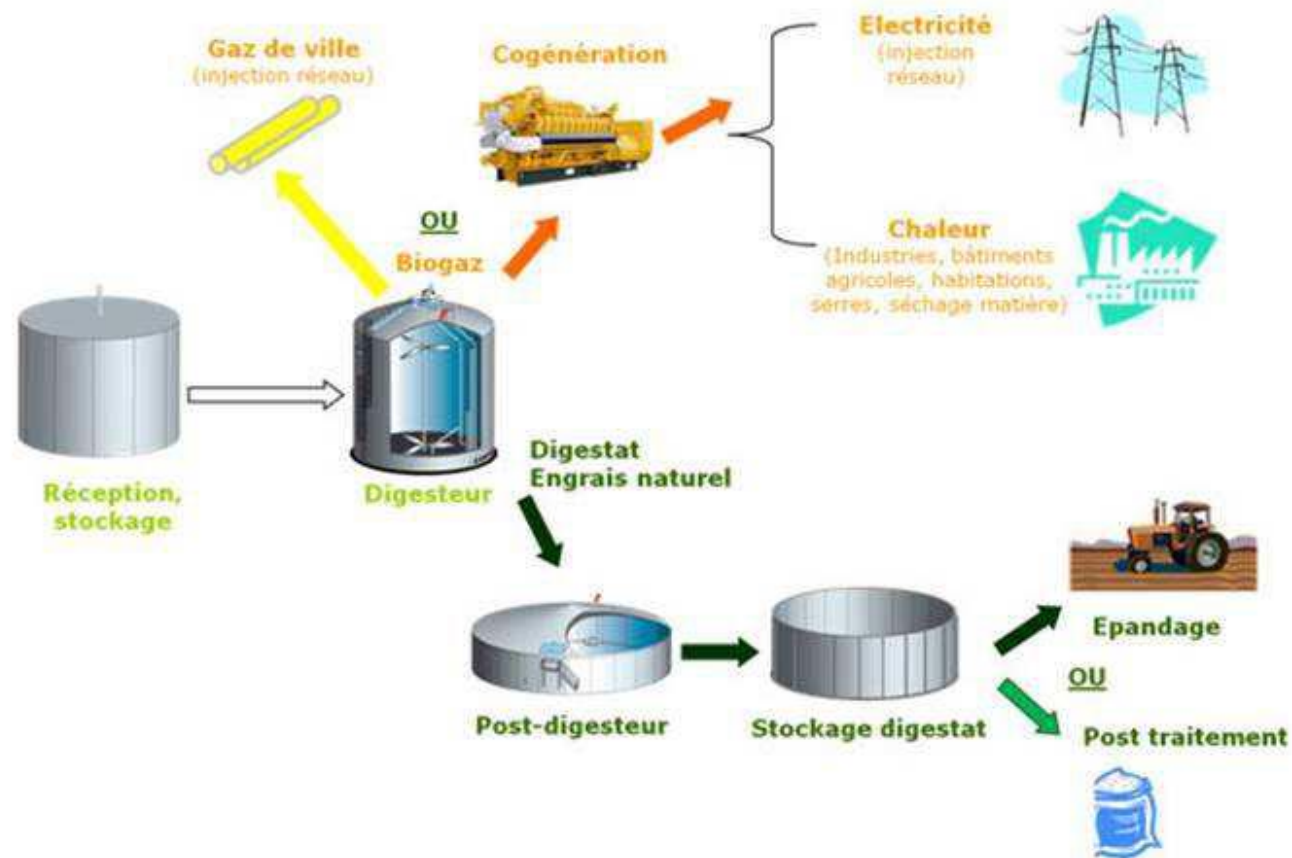 Gaz de ville
(injection réseau)
Cogénération
Electricité
(injection
réseau)
OU
Biogaz
Chaleur
(Industries, bâtiments
agricoles, habitations,
serres, séchage matière)
Réception,
stockage
Digesteur
Digestat
Engrais naturel
Post-digesteur
Stockage digestat
Epandage
OU
Post traitement